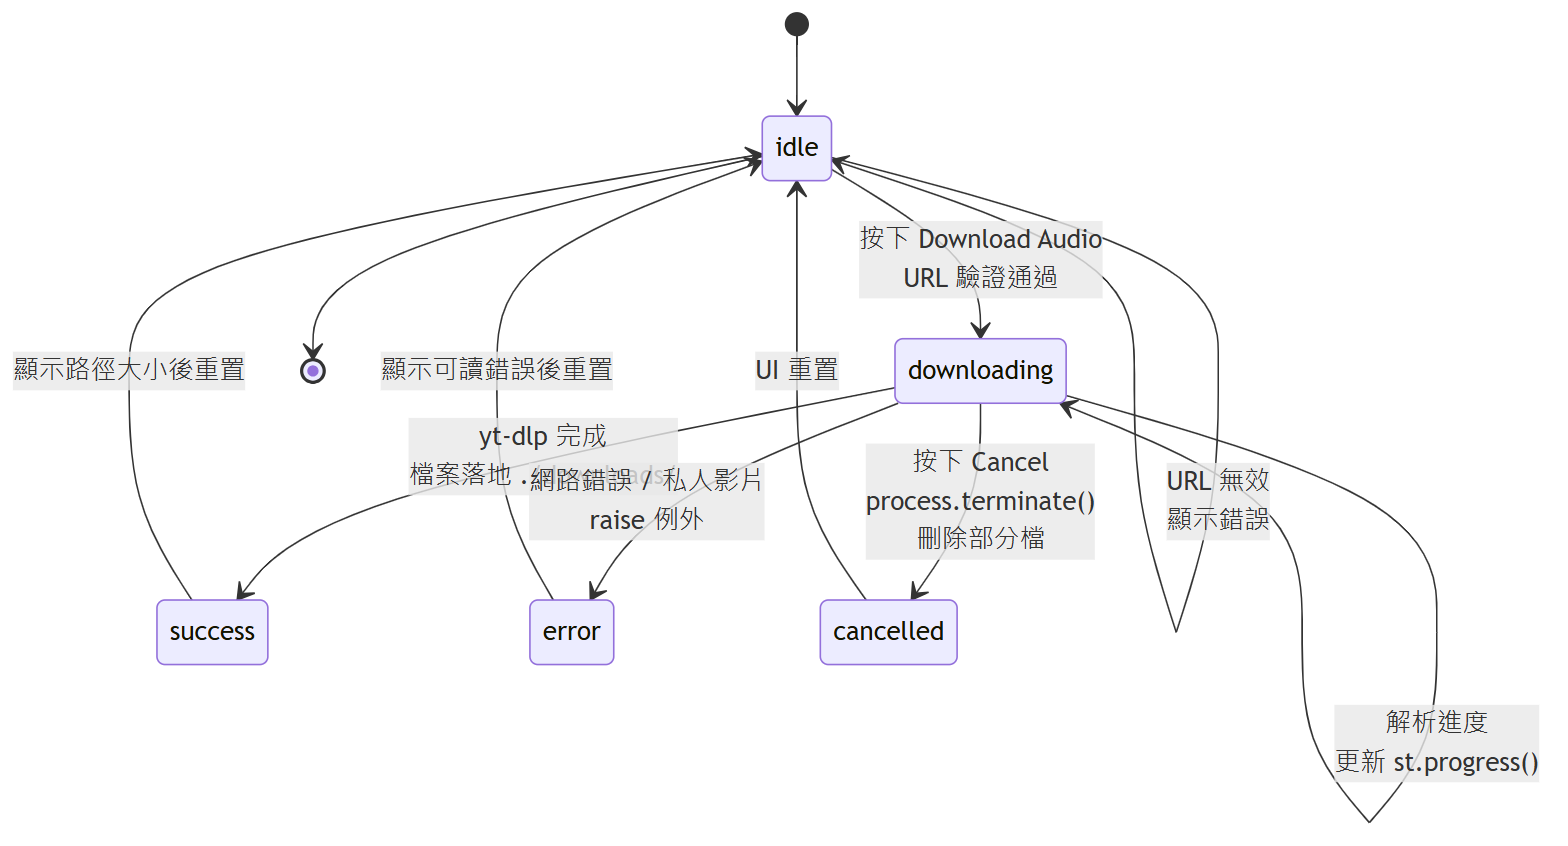 idle
按下 Download Audio
URL 驗證通過
顯示路徑大小後重置
顯示可讀錯誤後重置
UI 重置
downloading
yt-dlp 完成
檔案落地
網路錯誤 / 私人影片
raise 例外
按下 Cancel
process.terminate()
刪除部分檔
URL 無效
顯示錯誤
success
error
cancelled
解析進度
更新 st.progress()